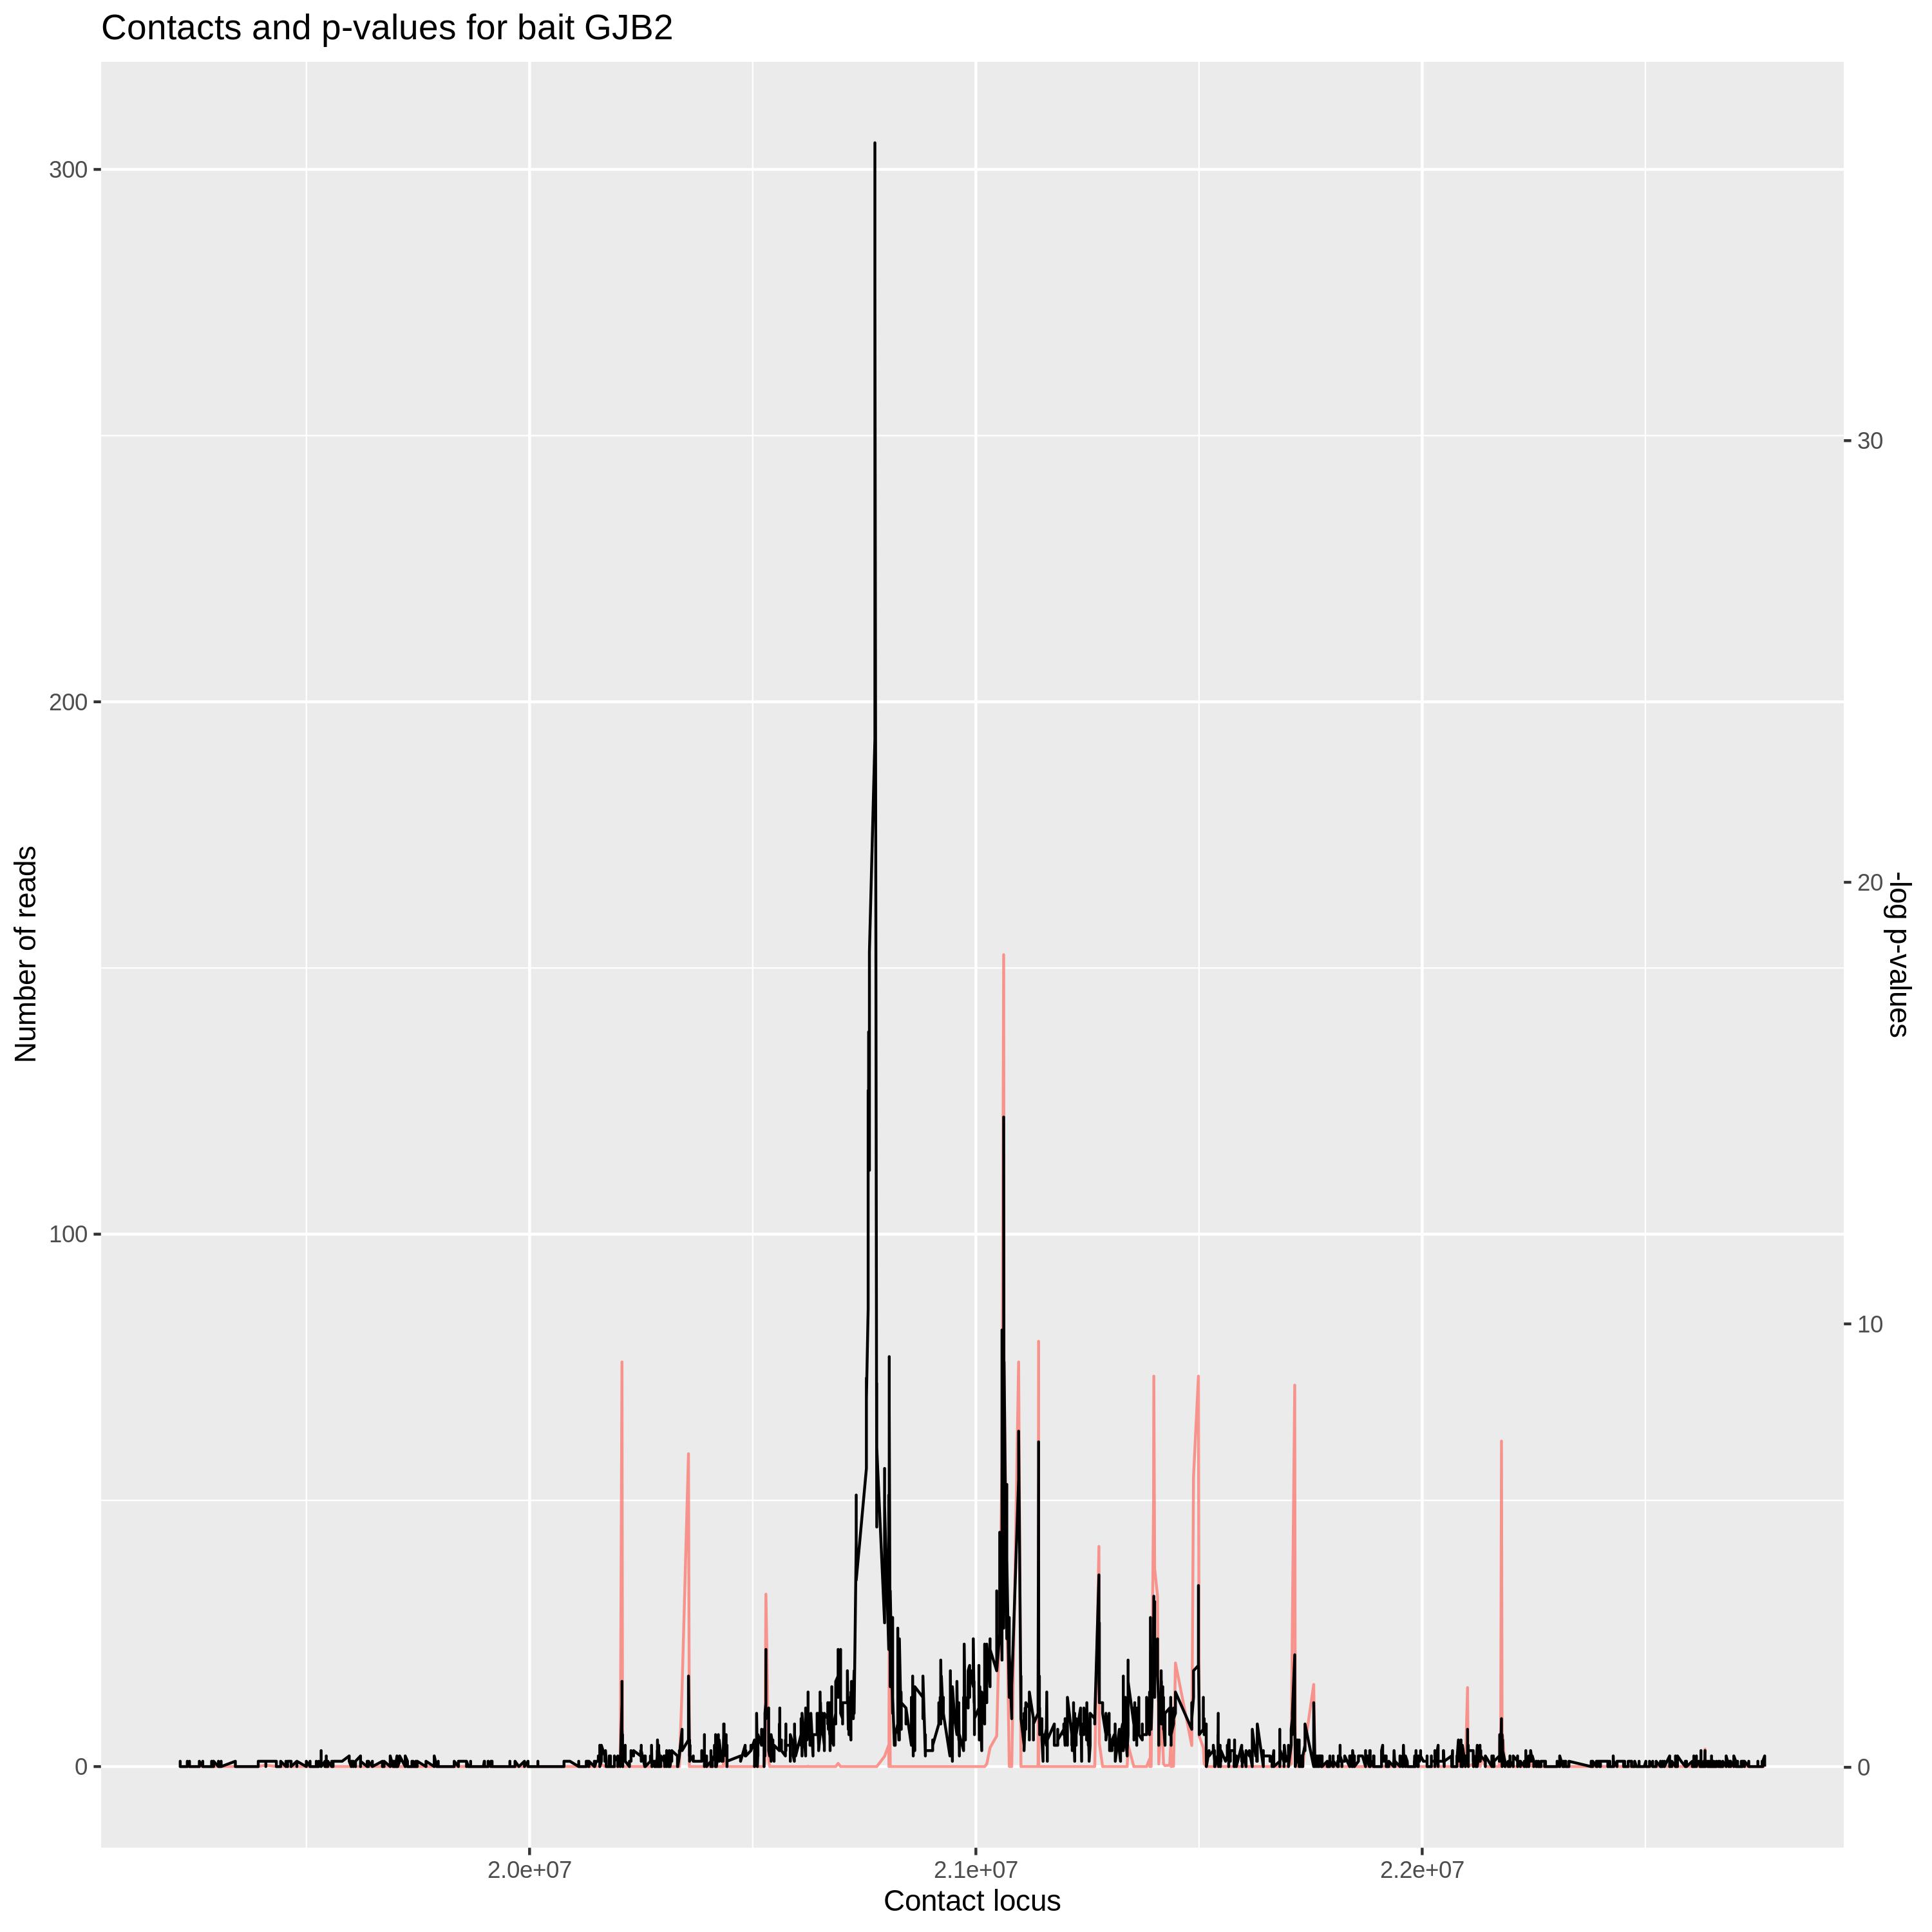 Contacts and p-values for bait GJB2
300
200
100
0
Number of reads
30
20
10
0
-log p-values
2.0e+07
2.1e+07
2.2e+07
Contact locus